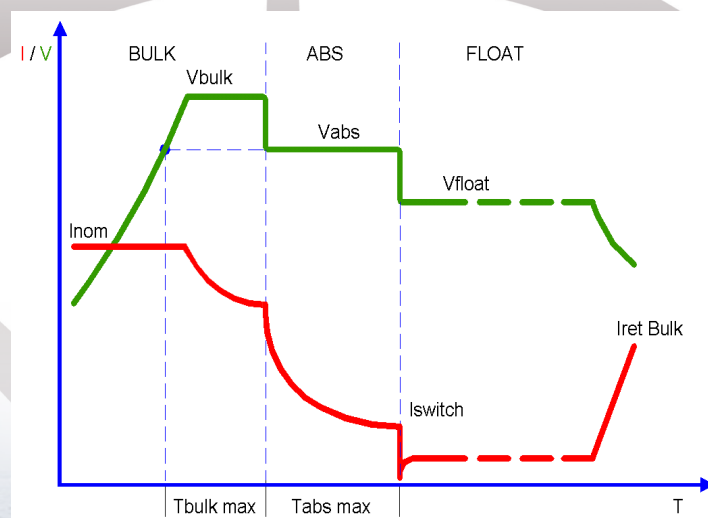 I / V
BULK
ABS
FLOAT
Vbulk
Vabs
Vfloat
Inom
Iret Bulk
Iswitch
Tbulk max
Tabs max
T